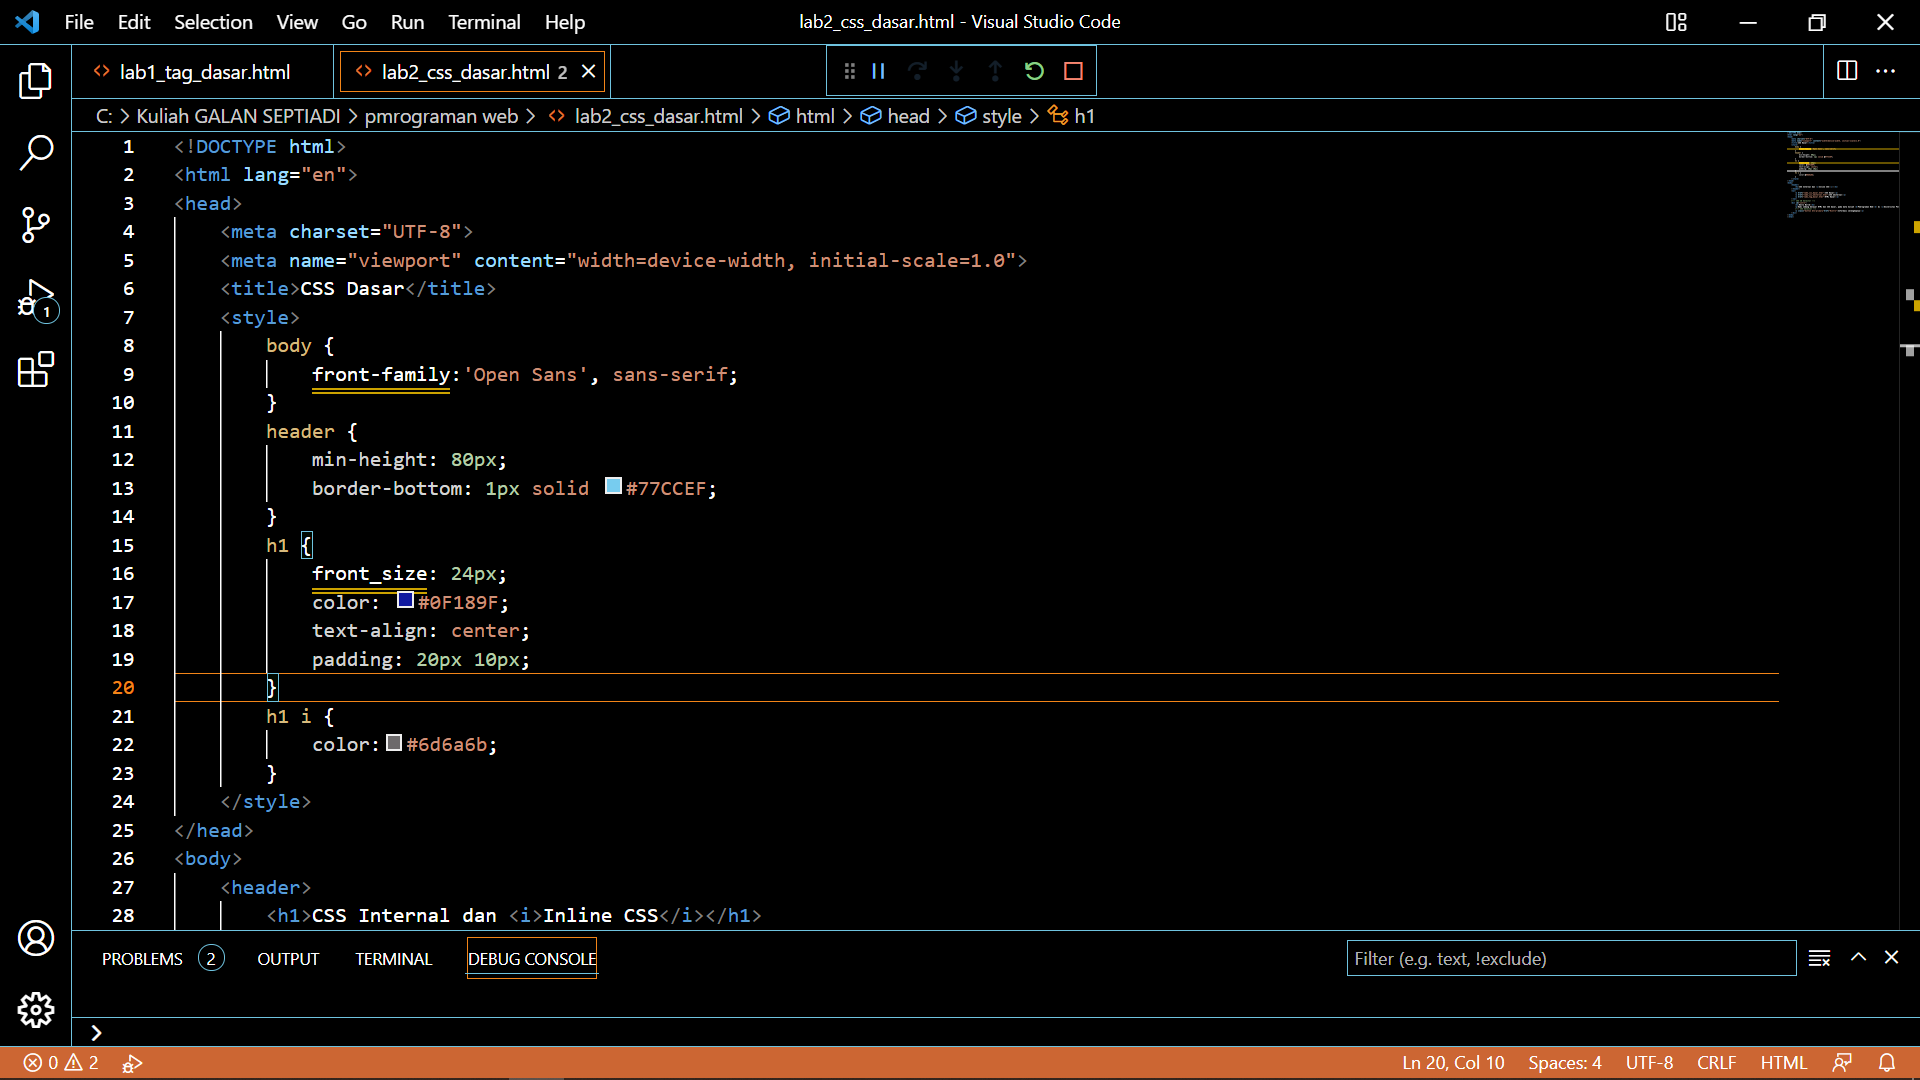 File Edit Selection View Go Run Terminal Help lab2_css_dasar.html - Visual Studio Code
lab1_tag_dasar.html lab2_css_dasar.html 2
C: > Kuliah GALAN SEPTIADI > pmrograman web > lab2_css_dasar.html > html > head > style > h1
1 <!DOCTYPE html>
2 <html lang="en">
3 <head>
4 <meta charset="UTF-8">
5 <meta name="viewport" content="width=device-width, initial-scale=1.0">
6 <title>CSS Dasar</title>
7 <style>
8 body {
9 front-family:'Open Sans', sans-serif;
10 }
11 header {
12 min-height: 80px;
13 border-bottom: 1px solid #77CCEF;
14 }
15 h1 {
16 front_size: 24px;
17 color: #0F189F;
18 text-align: center;
19 padding: 20px 10px;
20 }
21 h1 i {
22 color:#6d6a6b;
23 }
24 </style>
25 </head>
26 <body>
27 <header>
28 <h1>CSS Internal dan <i>Inline CSS</i></h1>
1
PROBLEMS 2 OUTPUT TERMINAL DEBUG CONSOLE Filter (e.g. text, !exclude)
0 2 Ln 20, Col 10 Spaces: 4 UTF-8 CRLF HTML